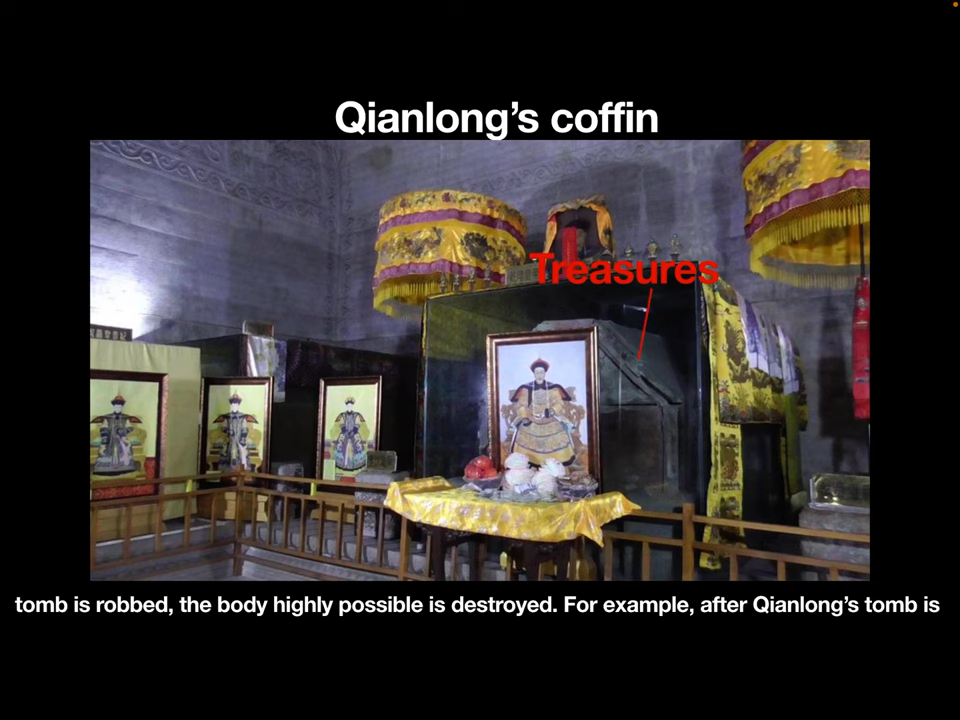 Qianlong’s coffin
Treasures
tomb is robbed, the body highly possible is destroyed. For example, after Qianlong’s tomb is